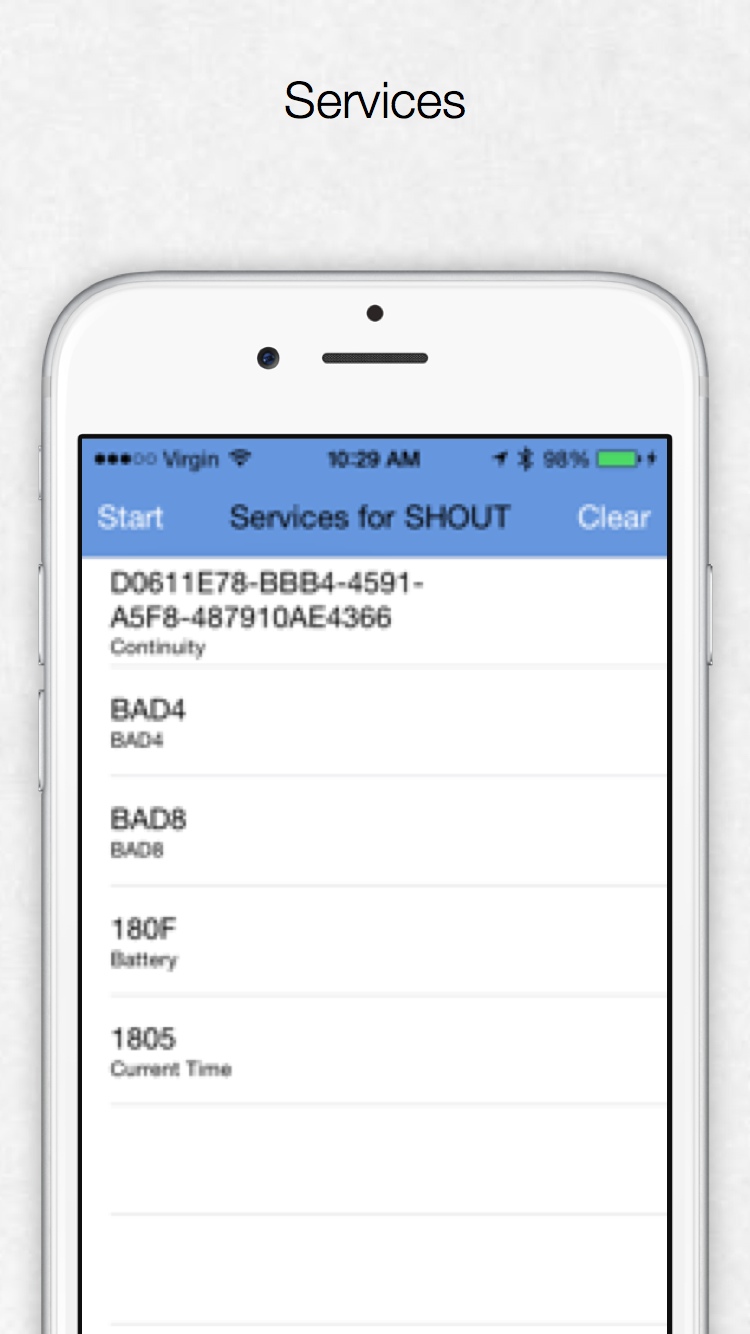 Services
Virgin 10:29 AM 98%
Start Services for SHOUT Clear
D0611E78-BBB4-4591-
A5F8-487910AE4366
Continuity
BAD4
BAD4
BAD8
BAD8
180F
Battery
1805
Current Time